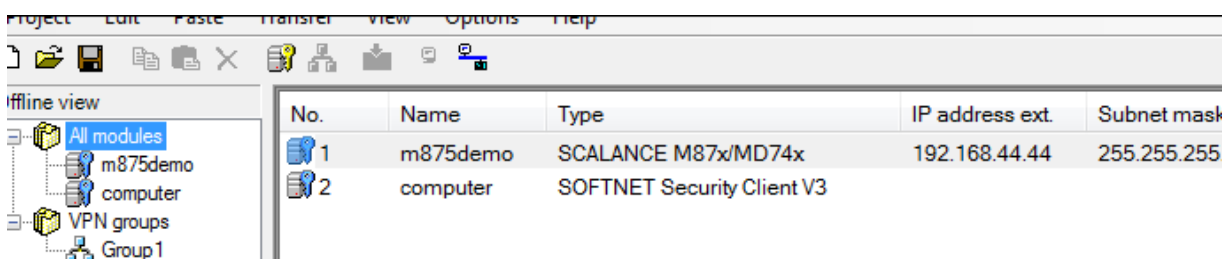 Project Edit Paste Transfer View Options Help
Offline view
All modules
m875demo
computer
VPN groups
Group1
No. Name Type IP address ext. Subnet mask
1 m875demo SCALANCE M87x/MD74x 192.168.44.44 255.255.255
2 computer SOFTNET Security Client V3